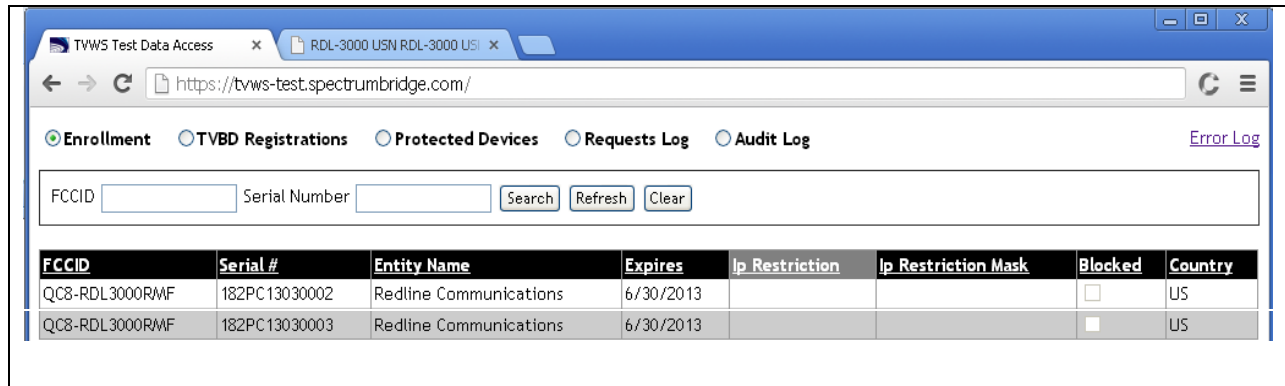 TVWS Test Data Access
RDL-3000 USN RDL-3000 USI
https://tvws-test.spectrumbridge.com/
Enrollment TVBD Registrations Protected Devices Requests Log Audit Log Error Log
FCCID Serial Number Search Refresh Clear
FCCID Serial # Entity Name Expires Ip Restriction Ip Restriction Mask Blocked Country
QC8-RDL3000RMF 182PC13030002 Redline Communications 6/30/2013 US
QC8-RDL3000RMF 182PC13030003 Redline Communications 6/30/2013 US